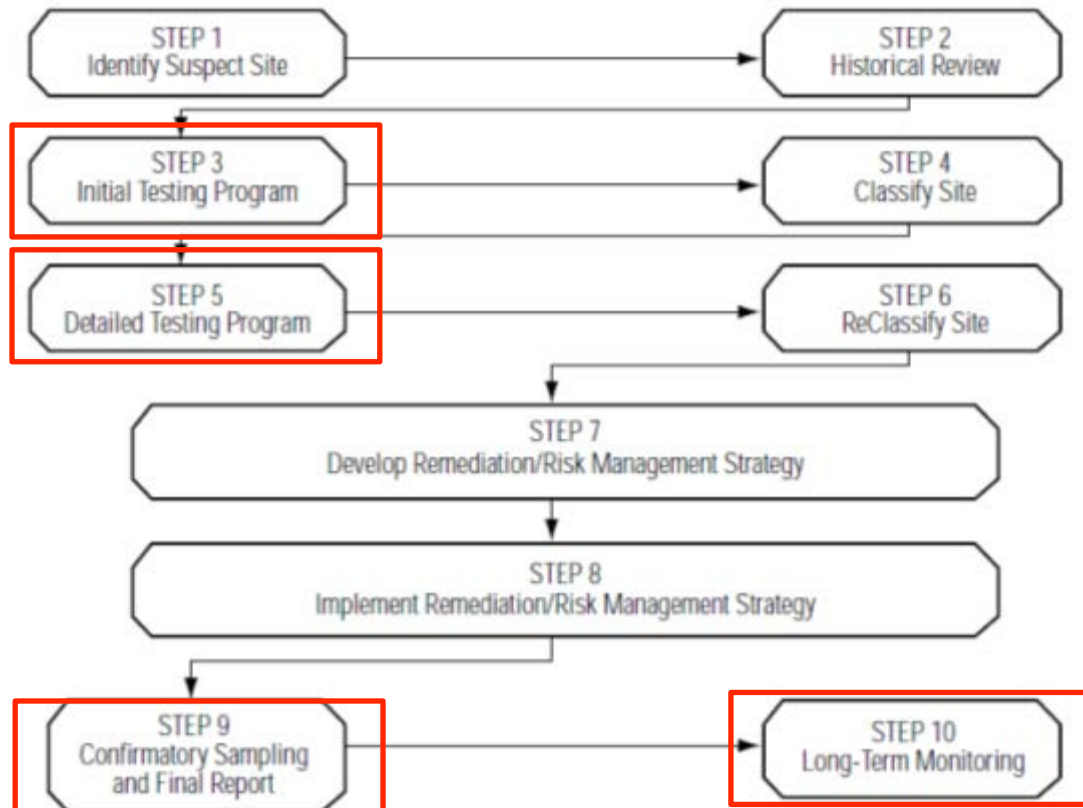 STEP 1
Identify Suspect Site
STEP 2
Historical Review
STEP 3
Initial Testing Program
STEP 4
Classify Site
STEP 5
Detailed Testing Program
STEP 6
ReClassify Site
STEP 7
Develop Remediation/Risk Management Strategy
STEP 8
Implement Remediation/Risk Management Strategy
STEP 9
Confirmatory Sampling
and Final Report
STEP 10
Long-Term Monitoring